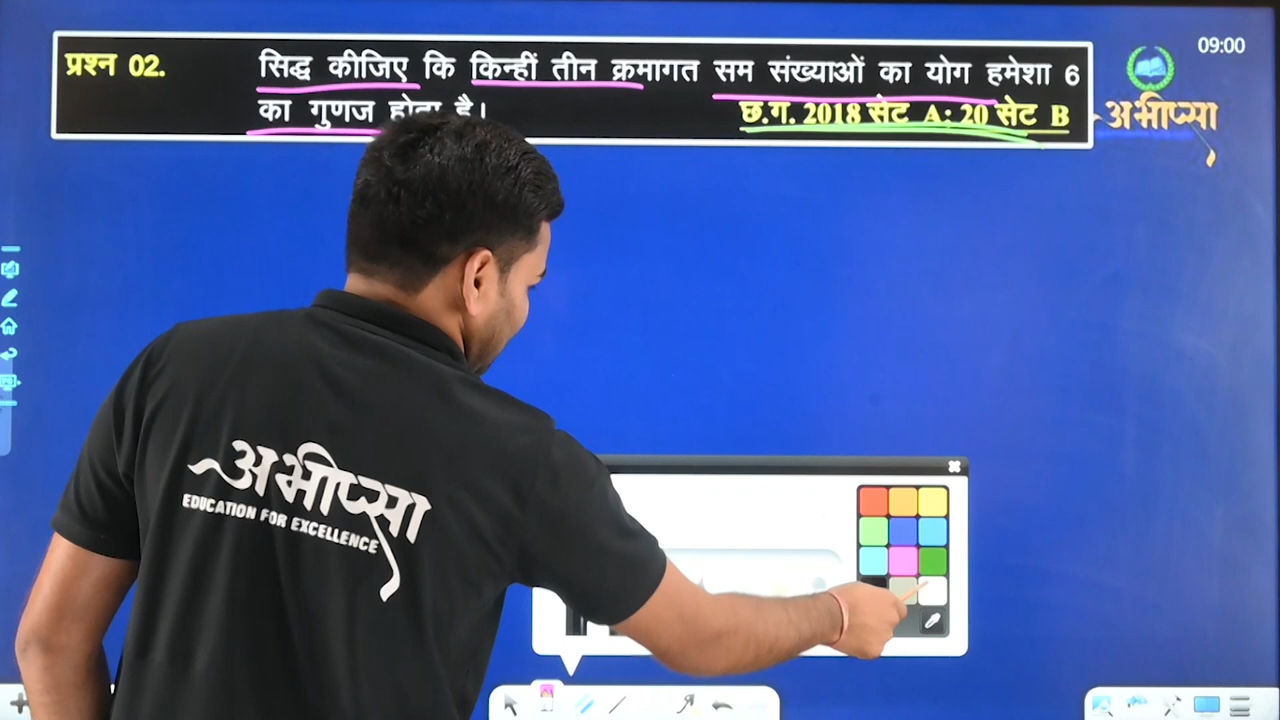 09:00
प्रश्न 02. सिद्ध कीजिए कि किन्हीं तीन क्रमागत सम संख्याओं का योग हमेशा 6
का गुणज होता है। छ.ग. 2018 सेट A; 20 सेट B
अभीप्सा
अभीप्सा
EDUCATION FOR EXCELLENCE